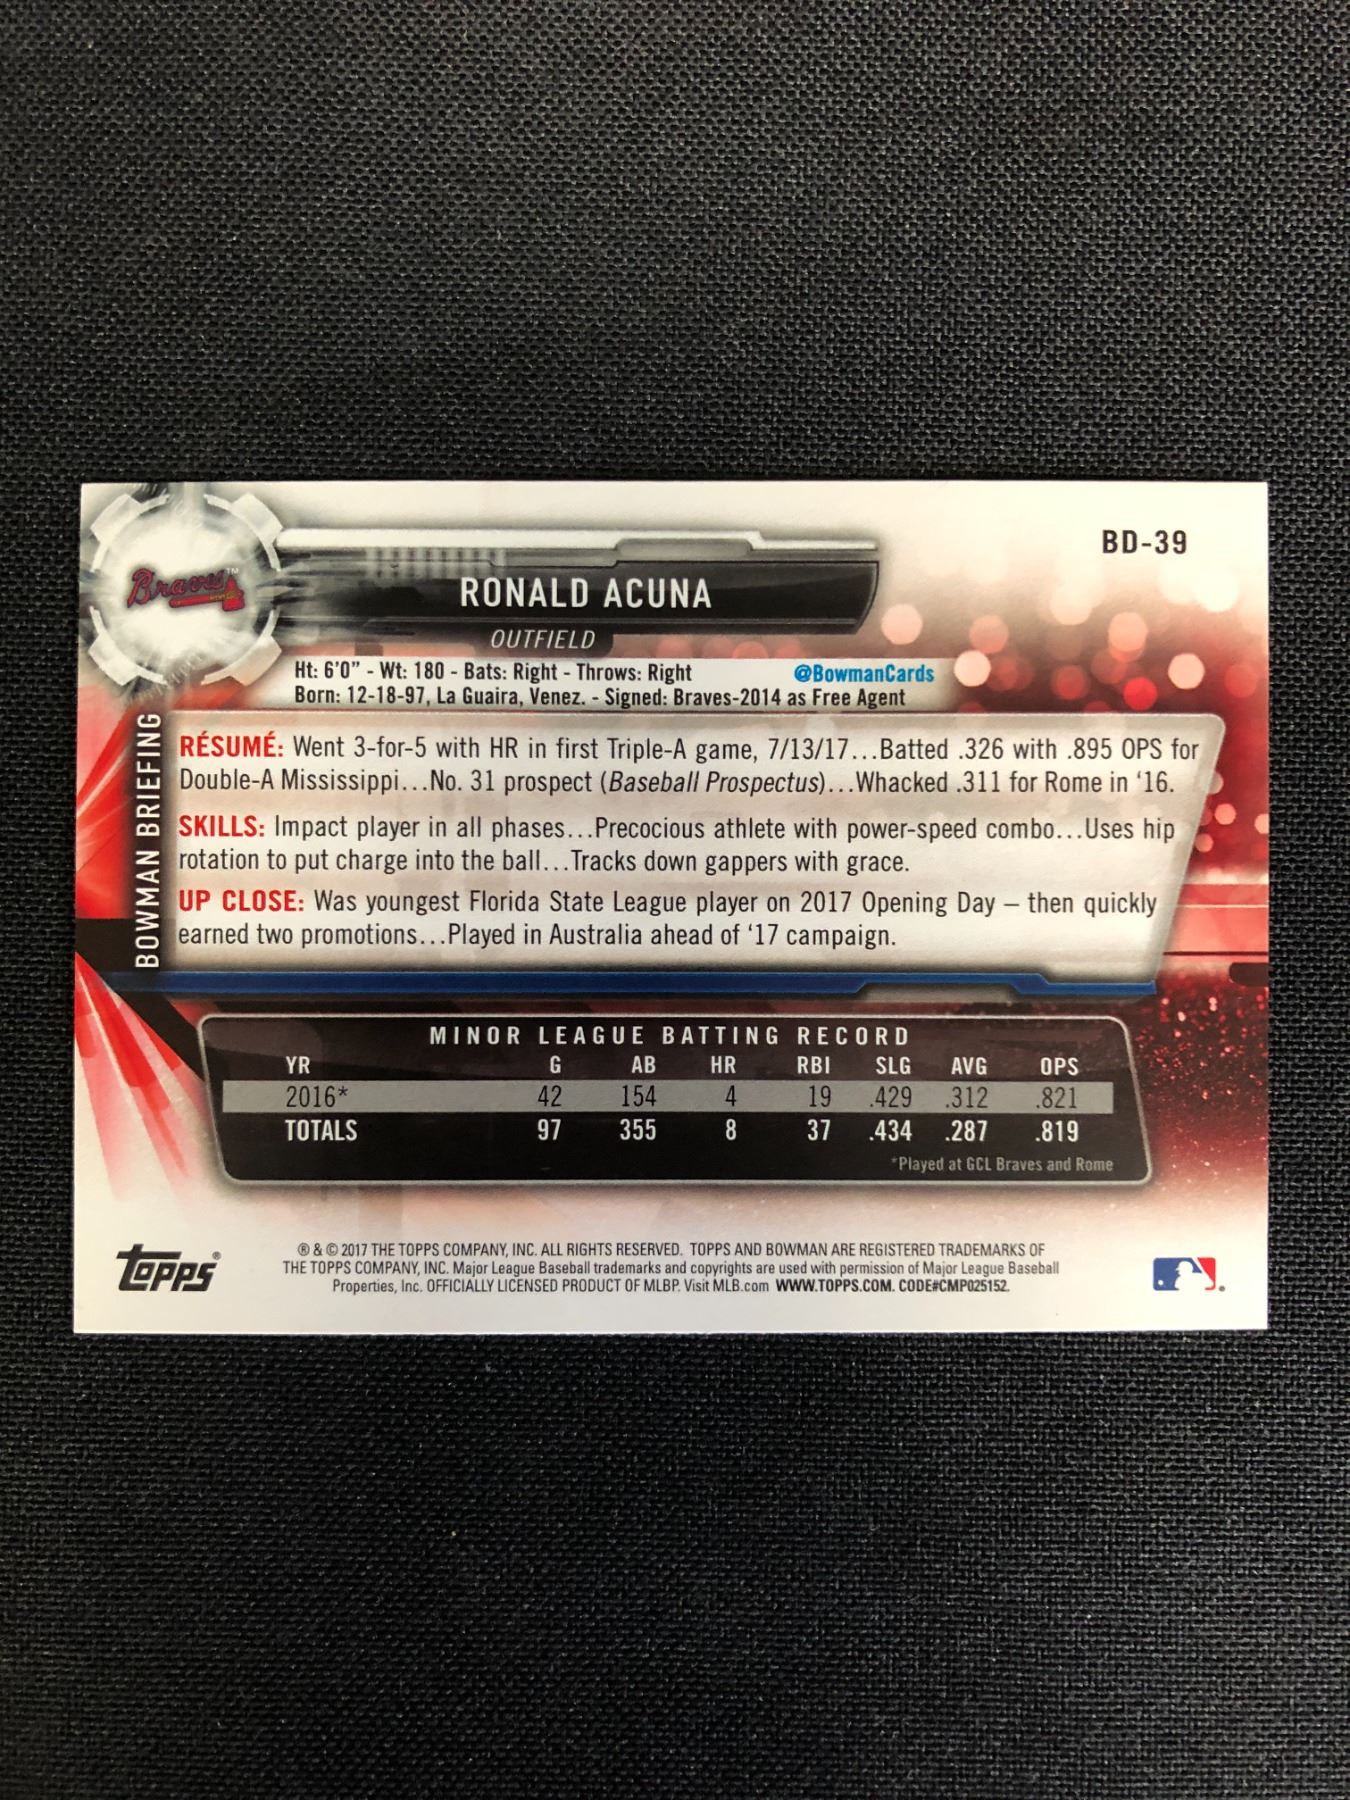 BD-39
Braves™
RONALD ACUNA
OUTFIELD
Ht: 6'0" - Wt: 180 - Bats: Right - Throws: Right @BowmanCards
Born: 12-18-97, La Guaira, Venez. - Signed: Braves-2014 as Free Agent
BOWMAN BRIEFING
RÉSUMÉ: Went 3-for-5 with HR in first Triple-A game, 7/13/17...Batted .326 with .895 OPS for
Double-A Mississippi...No. 31 prospect (Baseball Prospectus)...Whacked .311 for Rome in '16.
SKILLS: Impact player in all phases...Precocious athlete with power-speed combo...Uses hip
rotation to put charge into the ball...Tracks down gappers with grace.
UP CLOSE: Was youngest Florida State League player on 2017 Opening Day – then quickly
earned two promotions...Played in Australia ahead of '17 campaign.
MINOR LEAGUE BATTING RECORD
YR G AB HR RBI SLG AVG OPS
2016* 42 154 4 19 .429 .312 .821
TOTALS 97 355 8 37 .434 .287 .819
*Played at GCL Braves and Rome
Topps®
® & © 2017 THE TOPPS COMPANY, INC. ALL RIGHTS RESERVED. TOPPS AND BOWMAN ARE REGISTERED TRADEMARKS OF
THE TOPPS COMPANY, INC. Major League Baseball trademarks and copyrights are used with permission of Major League Baseball
Properties, Inc. OFFICIALLY LICENSED PRODUCT OF MLBP. Visit MLB.com WWW.TOPPS.COM. CODE#CMP025152.